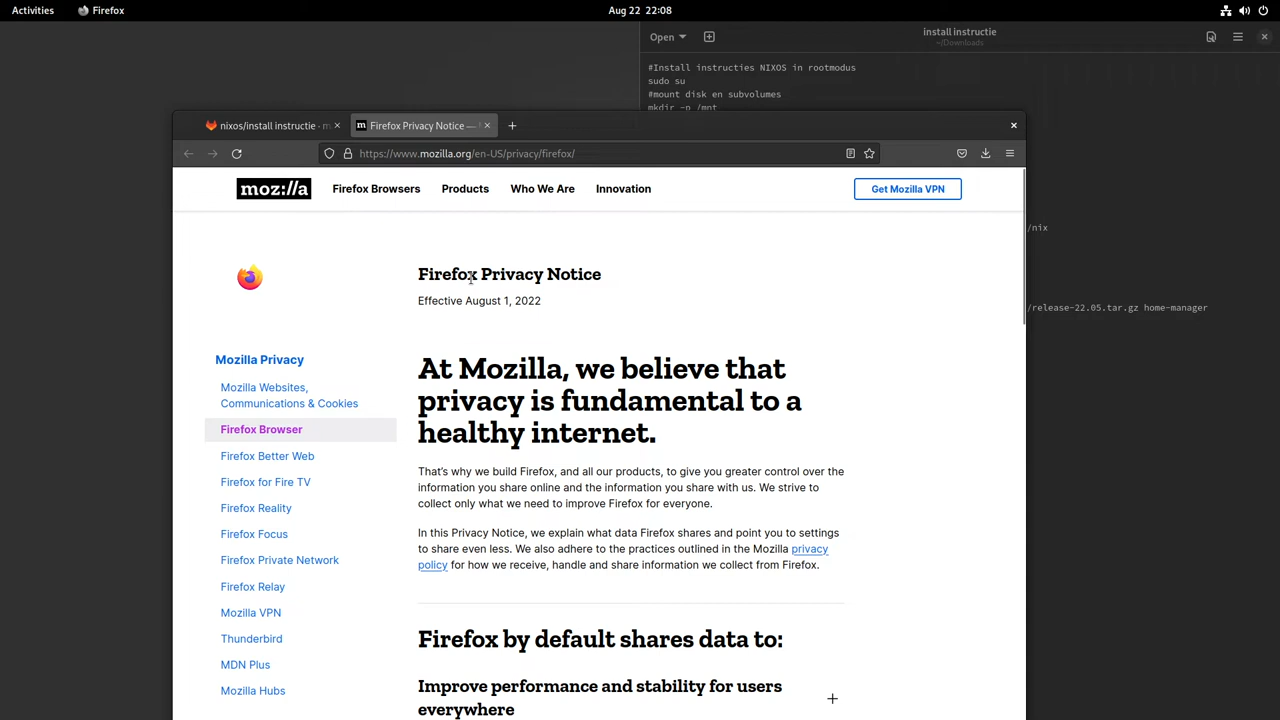 Activities
Firefox
Aug 22 22:08
Open
install instructie
~/Downloads
#Install instructies NIXOS in rootmodus
sudo su
#mount disk en subvolumes
mkdir -p /mnt
/nix
/release-22.05.tar.gz home-manager
nixos/install instructie · m
Firefox Privacy Notice —
https://www.mozilla.org/en-US/privacy/firefox/
moz://a
Firefox Browsers
Products
Who We Are
Innovation
Get Mozilla VPN
Firefox Privacy Notice
Effective August 1, 2022
Mozilla Privacy
Mozilla Websites,
Communications & Cookies
Firefox Browser
Firefox Better Web
Firefox for Fire TV
Firefox Reality
Firefox Focus
Firefox Private Network
Firefox Relay
Mozilla VPN
Thunderbird
MDN Plus
Mozilla Hubs
At Mozilla, we believe that
privacy is fundamental to a
healthy internet.
That’s why we build Firefox, and all our products, to give you greater control over the
information you share online and the information you share with us. We strive to
collect only what we need to improve Firefox for everyone.
In this Privacy Notice, we explain what data Firefox shares and point you to settings
to share even less. We also adhere to the practices outlined in the Mozilla privacy
policy for how we receive, handle and share information we collect from Firefox.
Firefox by default shares data to:
Improve performance and stability for users
everywhere